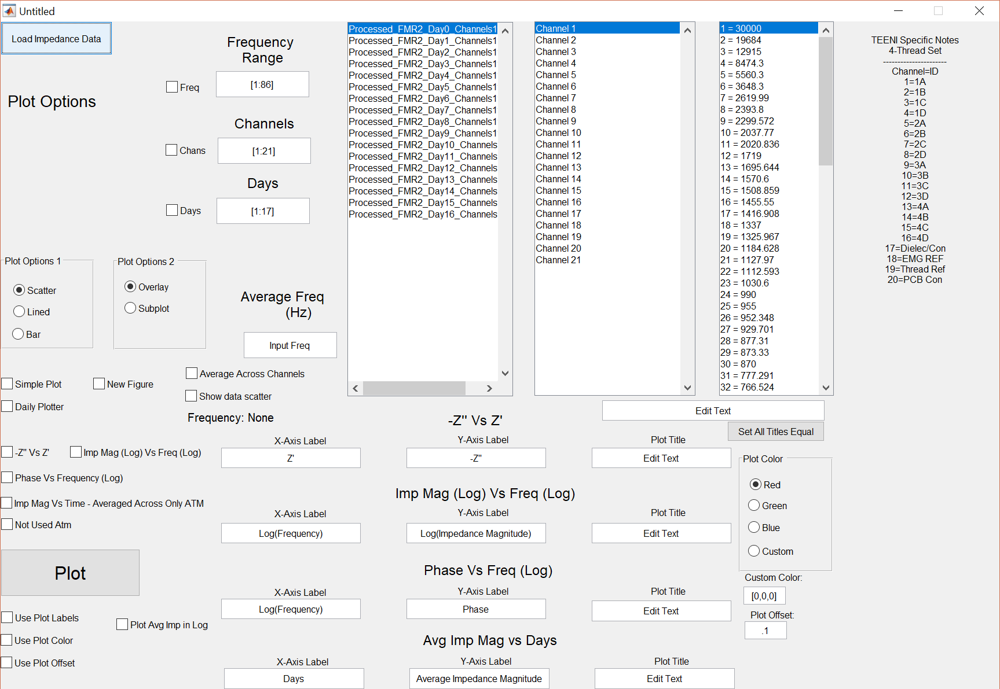 Untitled
Load Impedance Data
Plot Options
Frequency
Range
Freq
[1:86]
Channels
Chans
[1:21]
Days
Days
[1:17]
Processed_FMR2_Day0_Channels1
Processed_FMR2_Day1_Channels1
Processed_FMR2_Day2_Channels1
Processed_FMR2_Day3_Channels1
Processed_FMR2_Day4_Channels1
Processed_FMR2_Day5_Channels1
Processed_FMR2_Day6_Channels1
Processed_FMR2_Day7_Channels1
Processed_FMR2_Day8_Channels1
Processed_FMR2_Day9_Channels1
Processed_FMR2_Day10_Channels
Processed_FMR2_Day11_Channels
Processed_FMR2_Day12_Channels
Processed_FMR2_Day13_Channels
Processed_FMR2_Day14_Channels
Processed_FMR2_Day15_Channels
Processed_FMR2_Day16_Channels
Channel 1
Channel 2
Channel 3
Channel 4
Channel 5
Channel 6
Channel 7
Channel 8
Channel 9
Channel 10
Channel 11
Channel 12
Channel 13
Channel 14
Channel 15
Channel 16
Channel 17
Channel 18
Channel 19
Channel 20
Channel 21
1 = 30000
2 = 19684
3 = 12915
4 = 8474.3
5 = 5560.3
6 = 3648.3
7 = 2619.99
8 = 2393.8
9 = 2299.572
10 = 2037.77
11 = 2020.836
12 = 1719
13 = 1695.644
14 = 1570.6
15 = 1508.859
16 = 1455.55
17 = 1416.908
18 = 1337
19 = 1325.967
20 = 1184.628
21 = 1127.97
22 = 1112.593
23 = 1030.6
24 = 990
25 = 955
26 = 952.348
27 = 929.701
28 = 877.31
29 = 873.33
30 = 870
31 = 777.291
32 = 766.524
TEENI Specific Notes
4-Thread Set
----------------------
Channel=ID
1=1A
2=1B
3=1C
4=1D
5=2A
6=2B
7=2C
8=2D
9=3A
10=3B
11=3C
12=3D
13=4A
14=4B
15=4C
16=4D
17=Dielec/Con
18=EMG REF
19=Thread Ref
20=PCB Con
Plot Options 1
Scatter
Lined
Bar
Plot Options 2
Overlay
Subplot
Average Freq
(Hz)
Input Freq
Simple Plot
New Figure
Average Across Channels
Show data scatter
Daily Plotter
Frequency: None
Edit Text
Set All Titles Equal
-Z'' Vs Z'
Imp Mag (Log) Vs Freq (Log)
Phase Vs Frequency (Log)
Imp Mag Vs Time - Averaged Across Only ATM
Not Used Atm
Plot
Use Plot Labels
Plot Avg Imp in Log
Use Plot Color
Use Plot Offset
-Z'' Vs Z'
X-Axis Label
Y-Axis Label
Plot Title
Z'
-Z''
Edit Text
Imp Mag (Log) Vs Freq (Log)
X-Axis Label
Y-Axis Label
Plot Title
Log(Frequency)
Log(Impedance Magnitude)
Edit Text
Phase Vs Freq (Log)
X-Axis Label
Y-Axis Label
Plot Title
Log(Frequency)
Phase
Edit Text
Avg Imp Mag vs Days
X-Axis Label
Y-Axis Label
Plot Title
Days
Average Impedance Magnitude
Edit Text
Plot Color
Red
Green
Blue
Custom
Custom Color:
[0,0,0]
Plot Offset:
.1